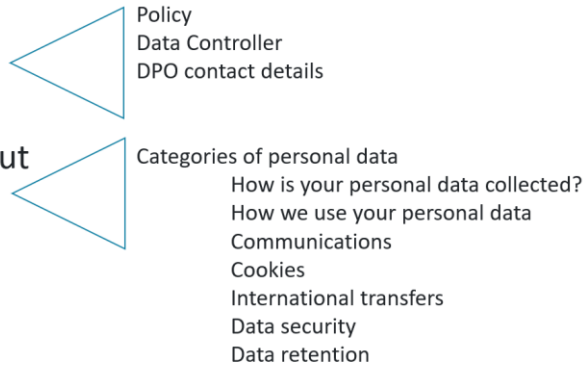 Policy
Data Controller
DPO contact details
ut
Categories of personal data
How is your personal data collected?
How we use your personal data
Communications
Cookies
International transfers
Data security
Data retention